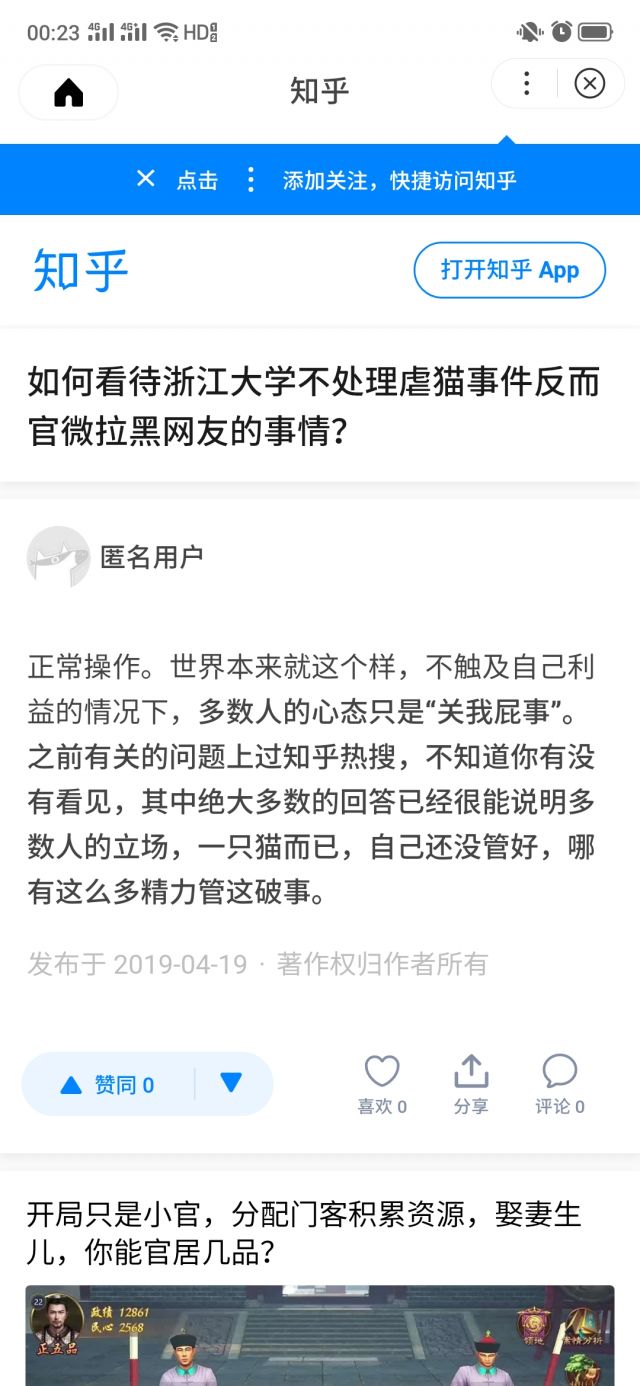 00:23 4G 4G+ HD 1 2
知乎
点击 添加关注，快捷访问知乎
知乎 打开知乎 App
如何看待浙江大学不处理虐猫事件反而
官微拉黑网友的事情？
匿名用户
正常操作。世界本来就这个样，不触及自己利
益的情况下，多数人的心态只是“关我屁事”。
之前有关的问题上过知乎热搜，不知道你有没
有看见，其中绝大多数的回答已经很能说明多
数人的立场，一只猫而已，自己还没管好，哪
有这么多精力管这破事。
发布于 2019-04-19 · 著作权归作者所有
赞同 0
喜欢 0 分享 评论 0
开局只是小官，分配门客积累资源，娶妻生
儿，你能官居几品？
22 政绩 12861
民心 2568
正五品 领地 案情分析